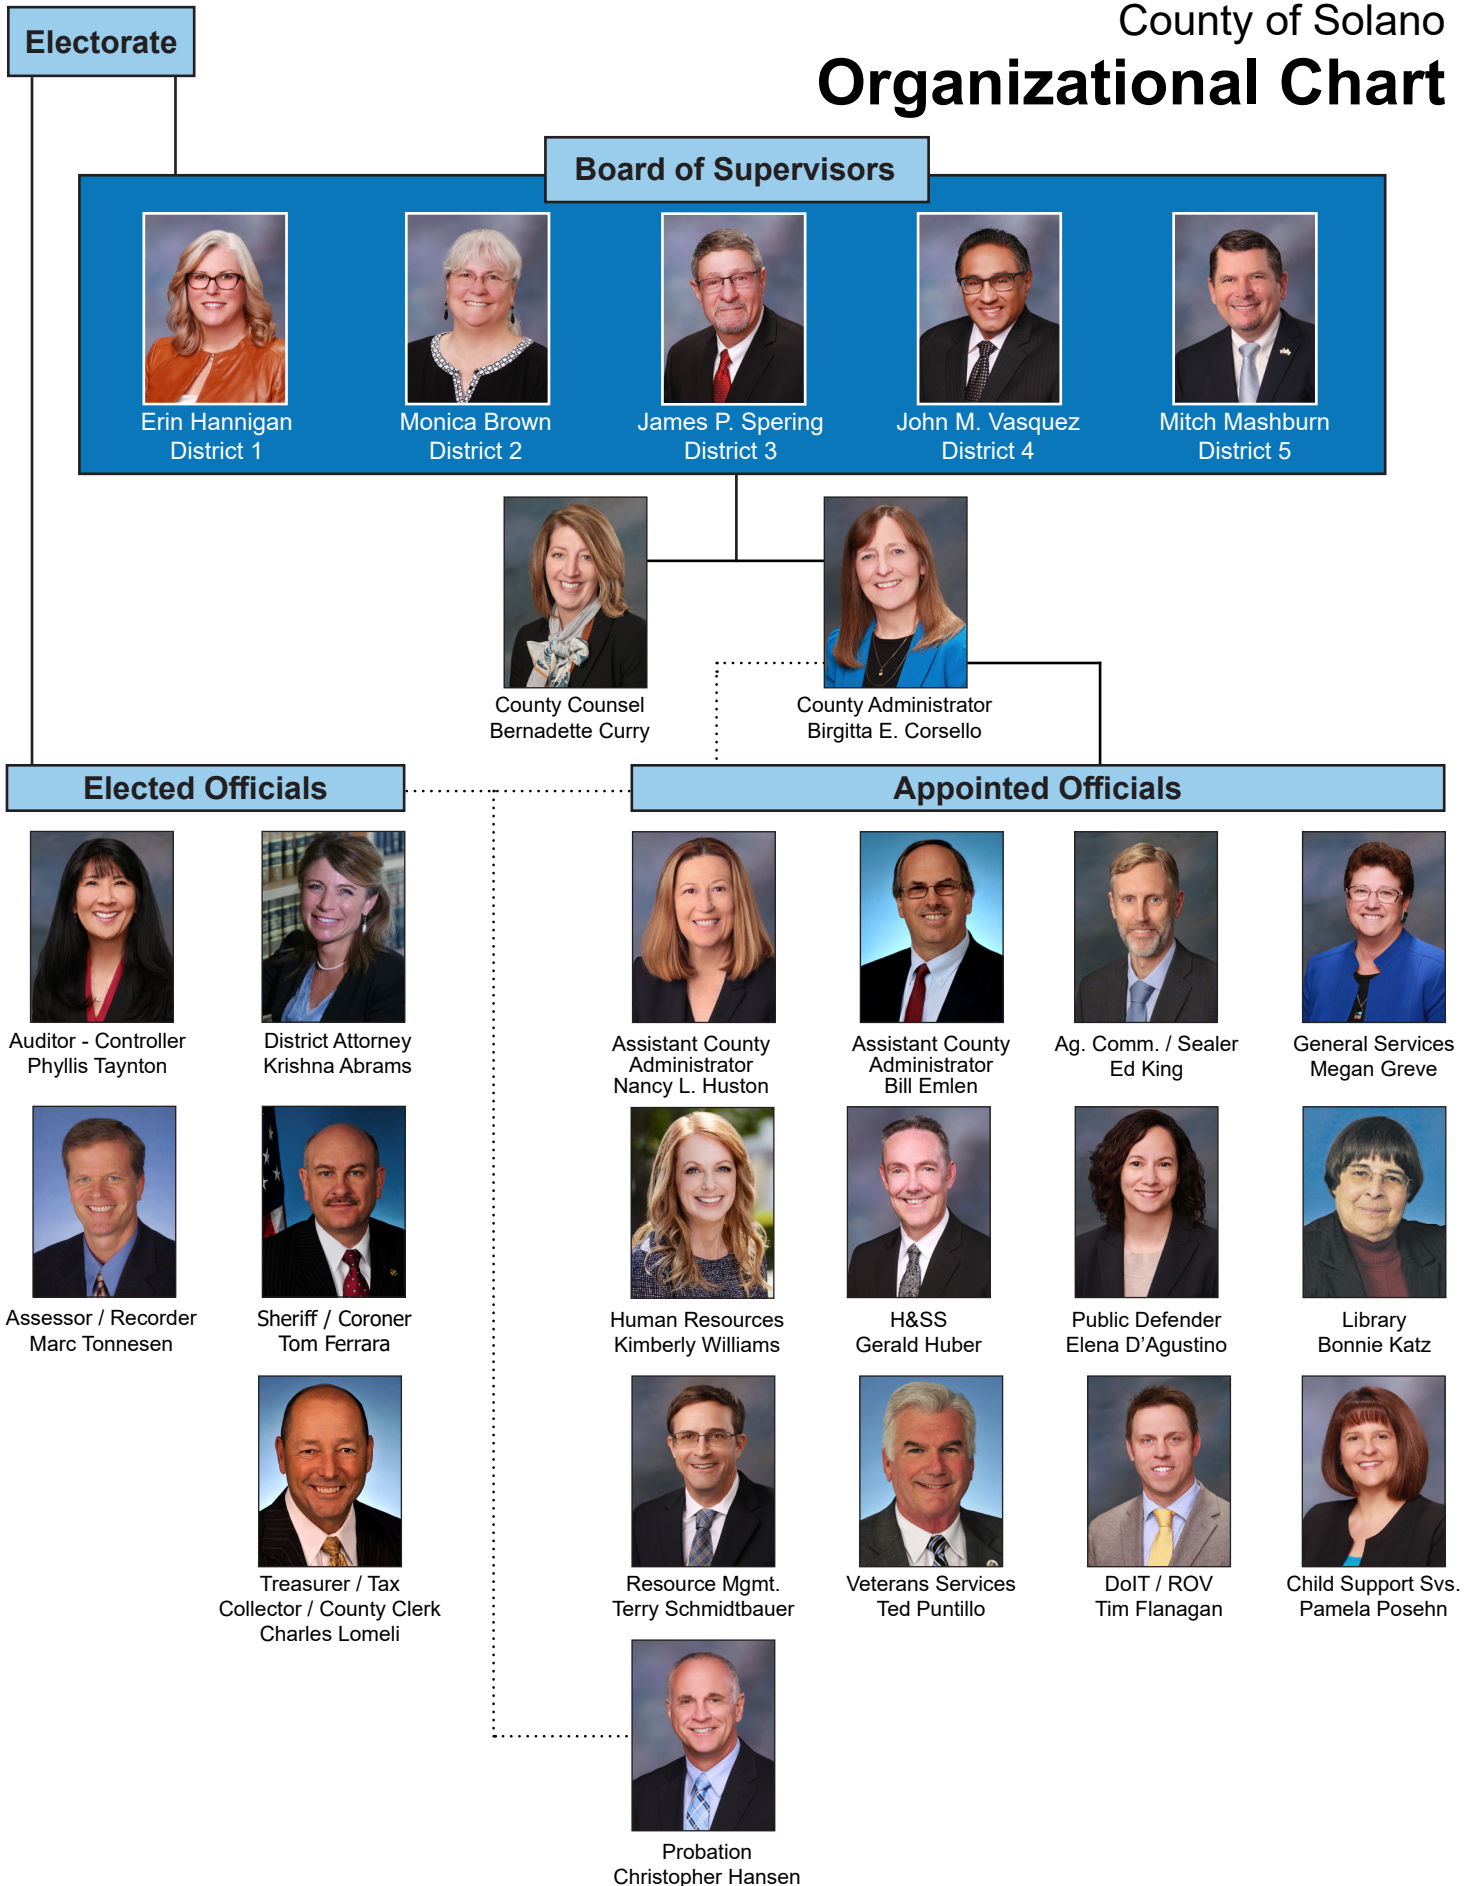 Electorate
County of Solano
Organizational Chart
Board of Supervisors
Erin Hannigan
District 1
Monica Brown
District 2
James P. Spering
District 3
John M. Vasquez
District 4
Mitch Mashburn
District 5
County Counsel
Bernadette Curry
County Administrator
Birgitta E. Corsello
Elected Officials
Appointed Officials
Auditor - Controller
Phyllis Taynton
District Attorney
Krishna Abrams
Assistant County
Administrator
Nancy L. Huston
Assistant County
Administrator
Bill Emlen
Ag. Comm. / Sealer
Ed King
General Services
Megan Greve
Assessor / Recorder
Marc Tonnesen
Sheriff / Coroner
Tom Ferrara
Human Resources
Kimberly Williams
H&SS
Gerald Huber
Public Defender
Elena D’Agustino
Library
Bonnie Katz
Treasurer / Tax
Collector / County Clerk
Charles Lomeli
Resource Mgmt.
Terry Schmidtbauer
Veterans Services
Ted Puntillo
DoIT / ROV
Tim Flanagan
Child Support Svs.
Pamela Posehn
Probation
Christopher Hansen